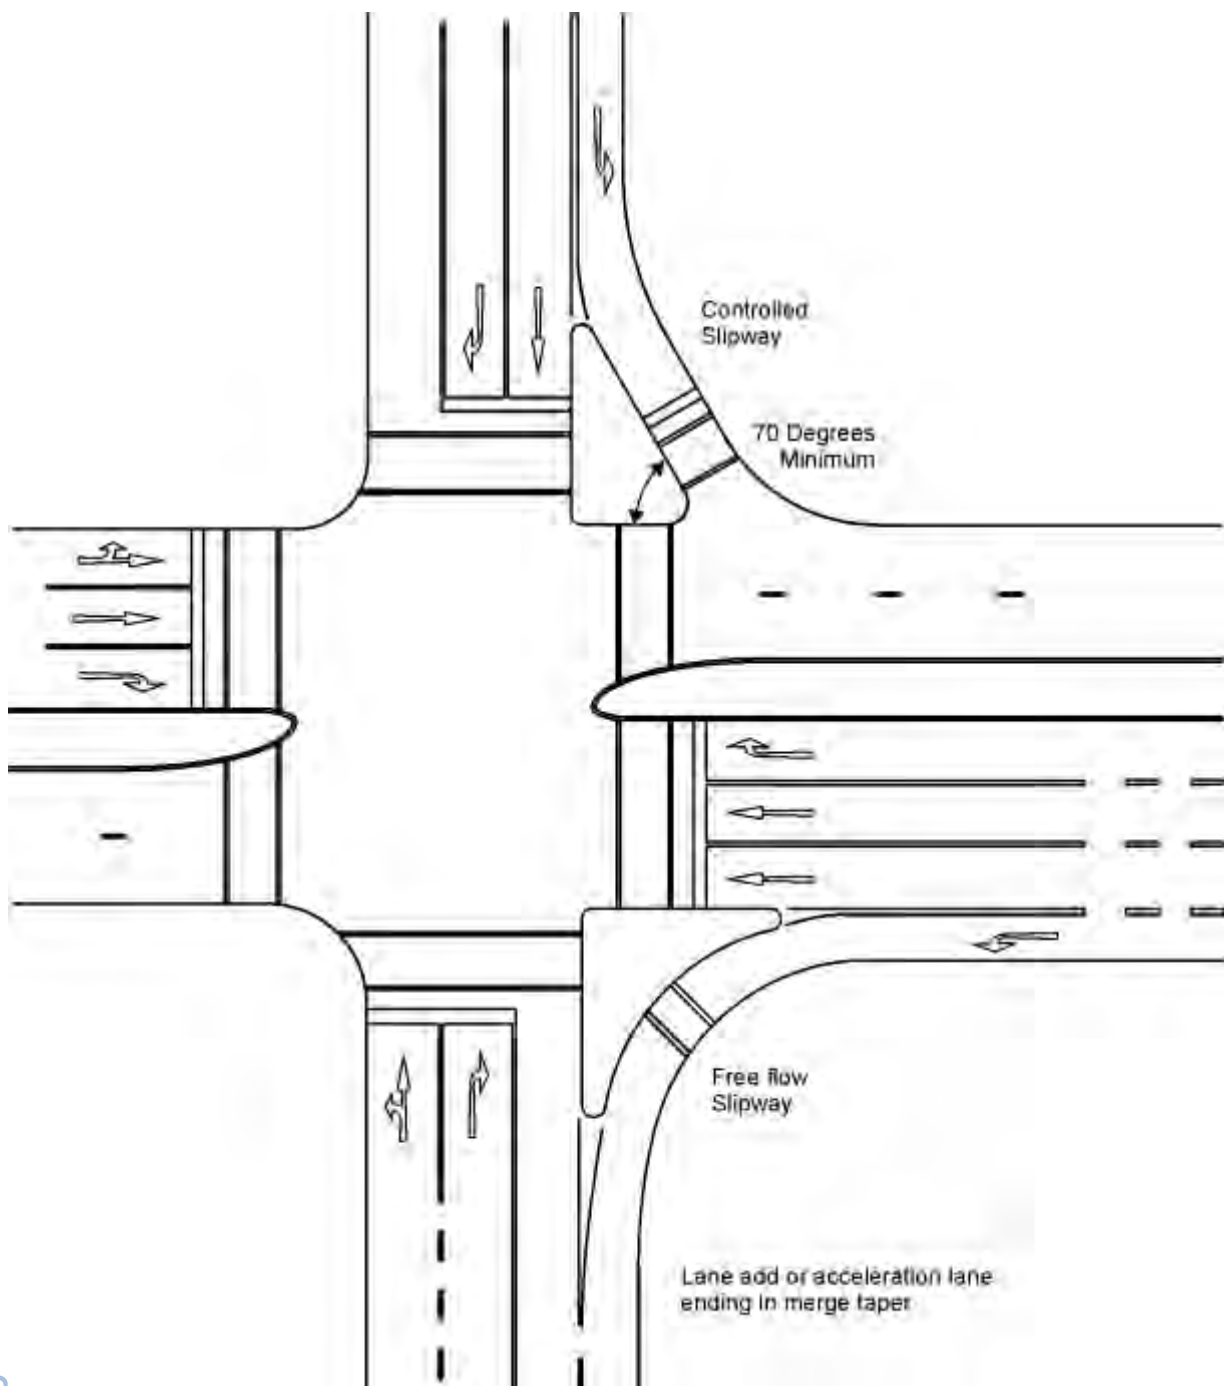 Controlled
Slipway
70 Degrees
Minimum
Free flow
Slipway
Lane add or acceleration lane
ending in merge taper